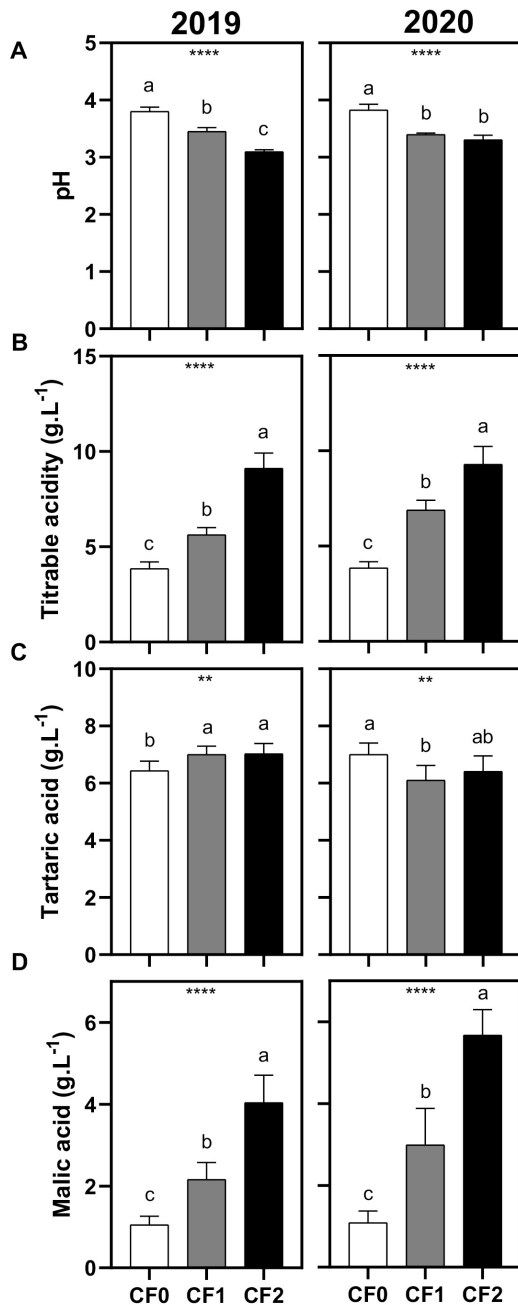 2019 2020
A
**** ****
a b c a b b
5
4
3
2
1
0
pH
B
**** ****
c b a c b a
15
10
5
0
Titrable acidity (g.L-1)
C
** **
b a a a b ab
10
8
6
4
2
0
Tartaric acid (g.L-1)
D
**** ****
c b a c b a
6
4
2
0
Malic acid (g.L-1)
CF0 CF1 CF2 CF0 CF1 CF2